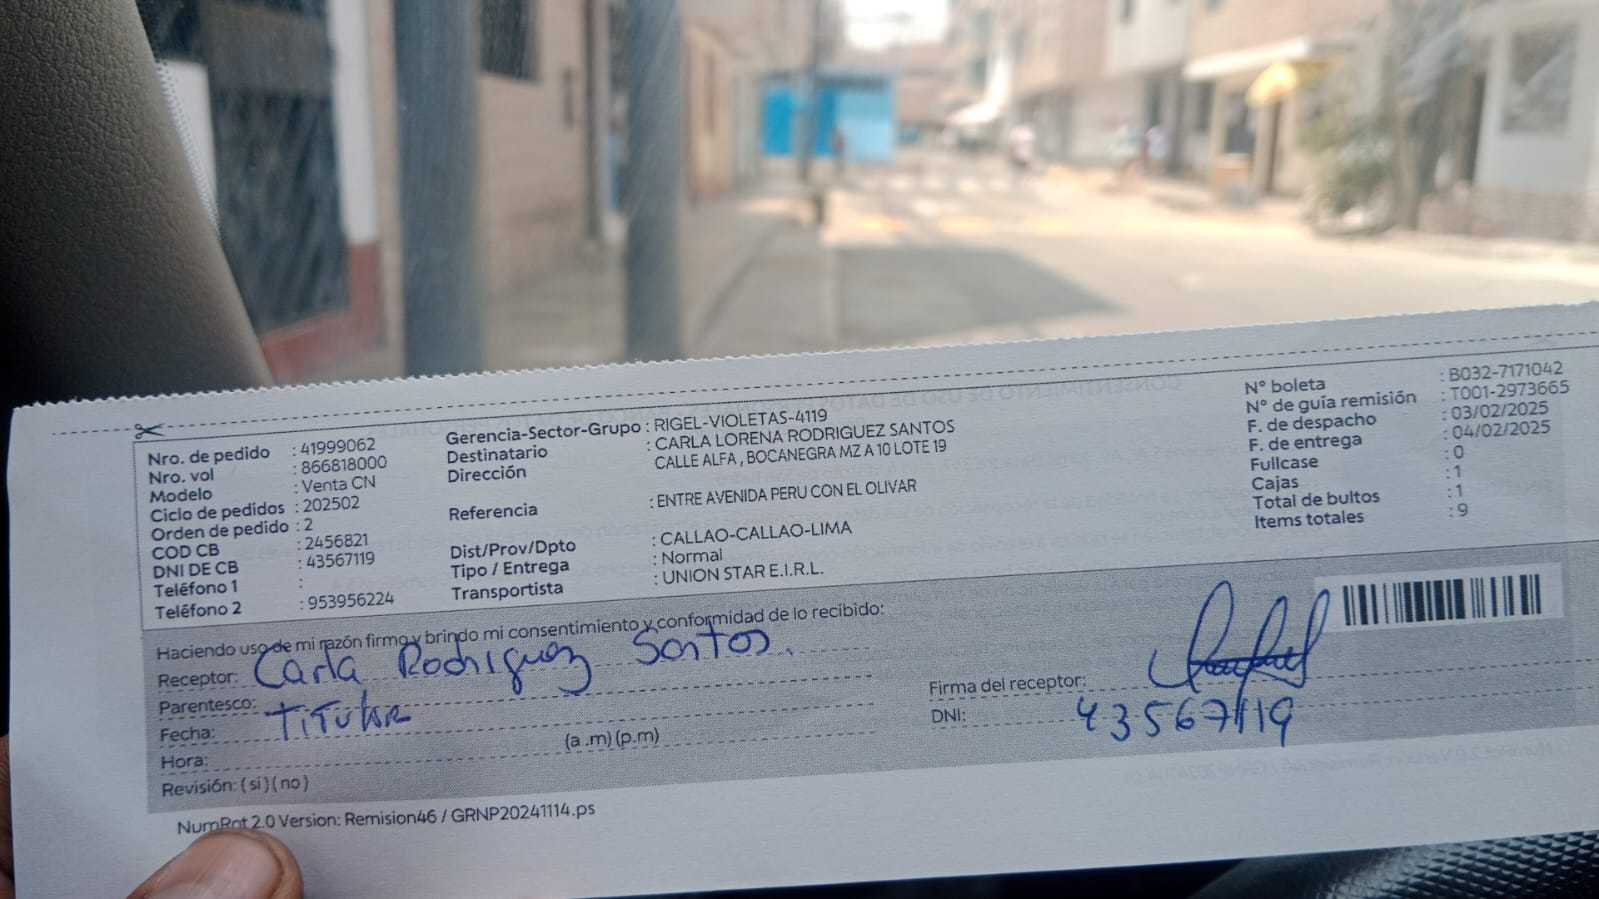 Nro. de pedido : 41999062
Nro. vol : 866818000
Modelo : Venta CN
Ciclo de pedidos : 202502
Orden de pedido : 2
COD CB : 2456821
DNI DE CB : 43567119
Teléfono 1 :
Teléfono 2 : 953956224
Gerencia-Sector-Grupo : RIGEL-VIOLETAS-4119
Destinatario : CARLA LORENA RODRIGUEZ SANTOS
Dirección CALLE ALFA , BOCANEGRA MZ A 10 LOTE 19
Referencia : ENTRE AVENIDA PERU CON EL OLIVAR
Dist/Prov/Dpto : CALLAO-CALLAO-LIMA
Tipo / Entrega : Normal
Transportista : UNION STAR E.I.R.L.
N° boleta : B032-7171042
N° de guía remisión : T001-2973665
F. de despacho : 03/02/2025
F. de entrega : 04/02/2025
Fullcase : 0
Cajas : 1
Total de bultos : 1
Items totales : 9
Haciendo uso de mi razón firmo y brindo mi consentimiento y conformidad de lo recibido:
Receptor: Carla Rodriguez Santos.
Parentesco: TITULAR
Fecha:
Hora: (a .m) (p.m)
Revisión: ( si ) ( no )
Firma del receptor:
DNI: 43567119
NumRot 2.0 Version: Remision46 / GRNP20241114.ps